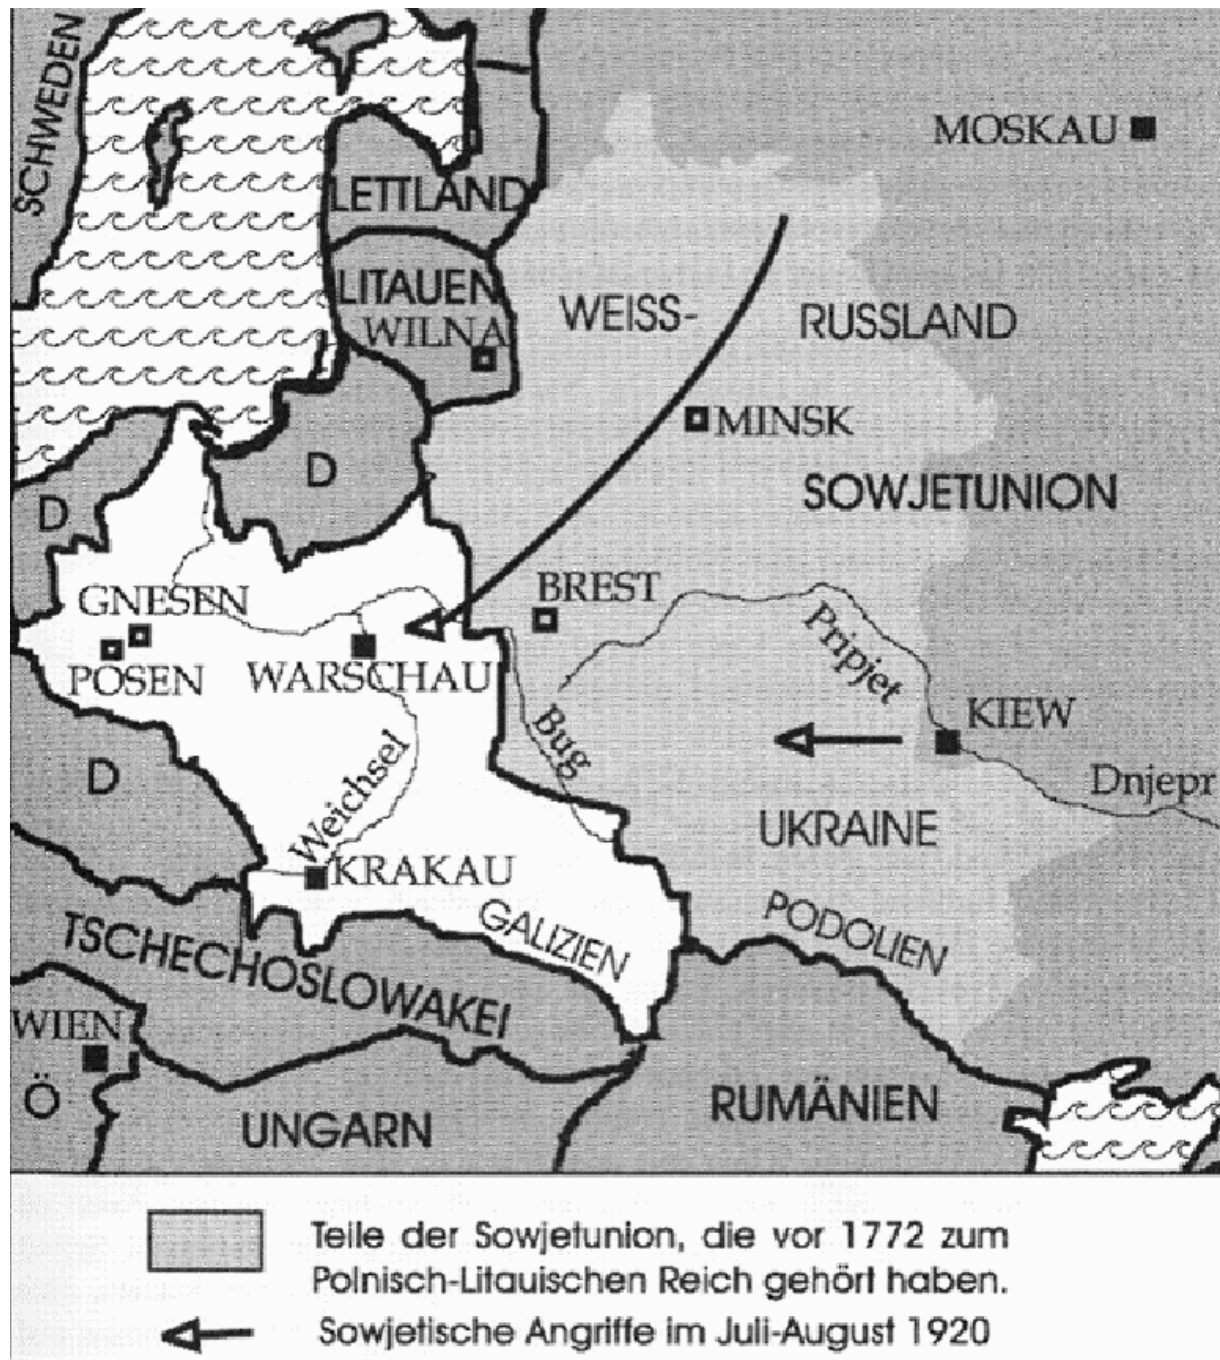 SCHWEDEN
MOSKAU
LETTLAND
LITAUEN
WILNA
WEISS-
RUSSLAND
MINSK
D
D
SOWJETUNION
BREST
GNESEN
POSEN
WARSCHAU
Pripjet
KIEW
Bug
D
Weichsel
Dnjepr
UKRAINE
KRAKAU
GALIZIEN
PODOLIEN
TSCHECHOSLOWAKEI
WIEN
Ö
UNGARN
RUMÄNIEN
Teile der Sowjetunion, die vor 1772 zum
Polnisch-Litauischen Reich gehört haben.
Sowjetische Angriffe im Juli-August 1920